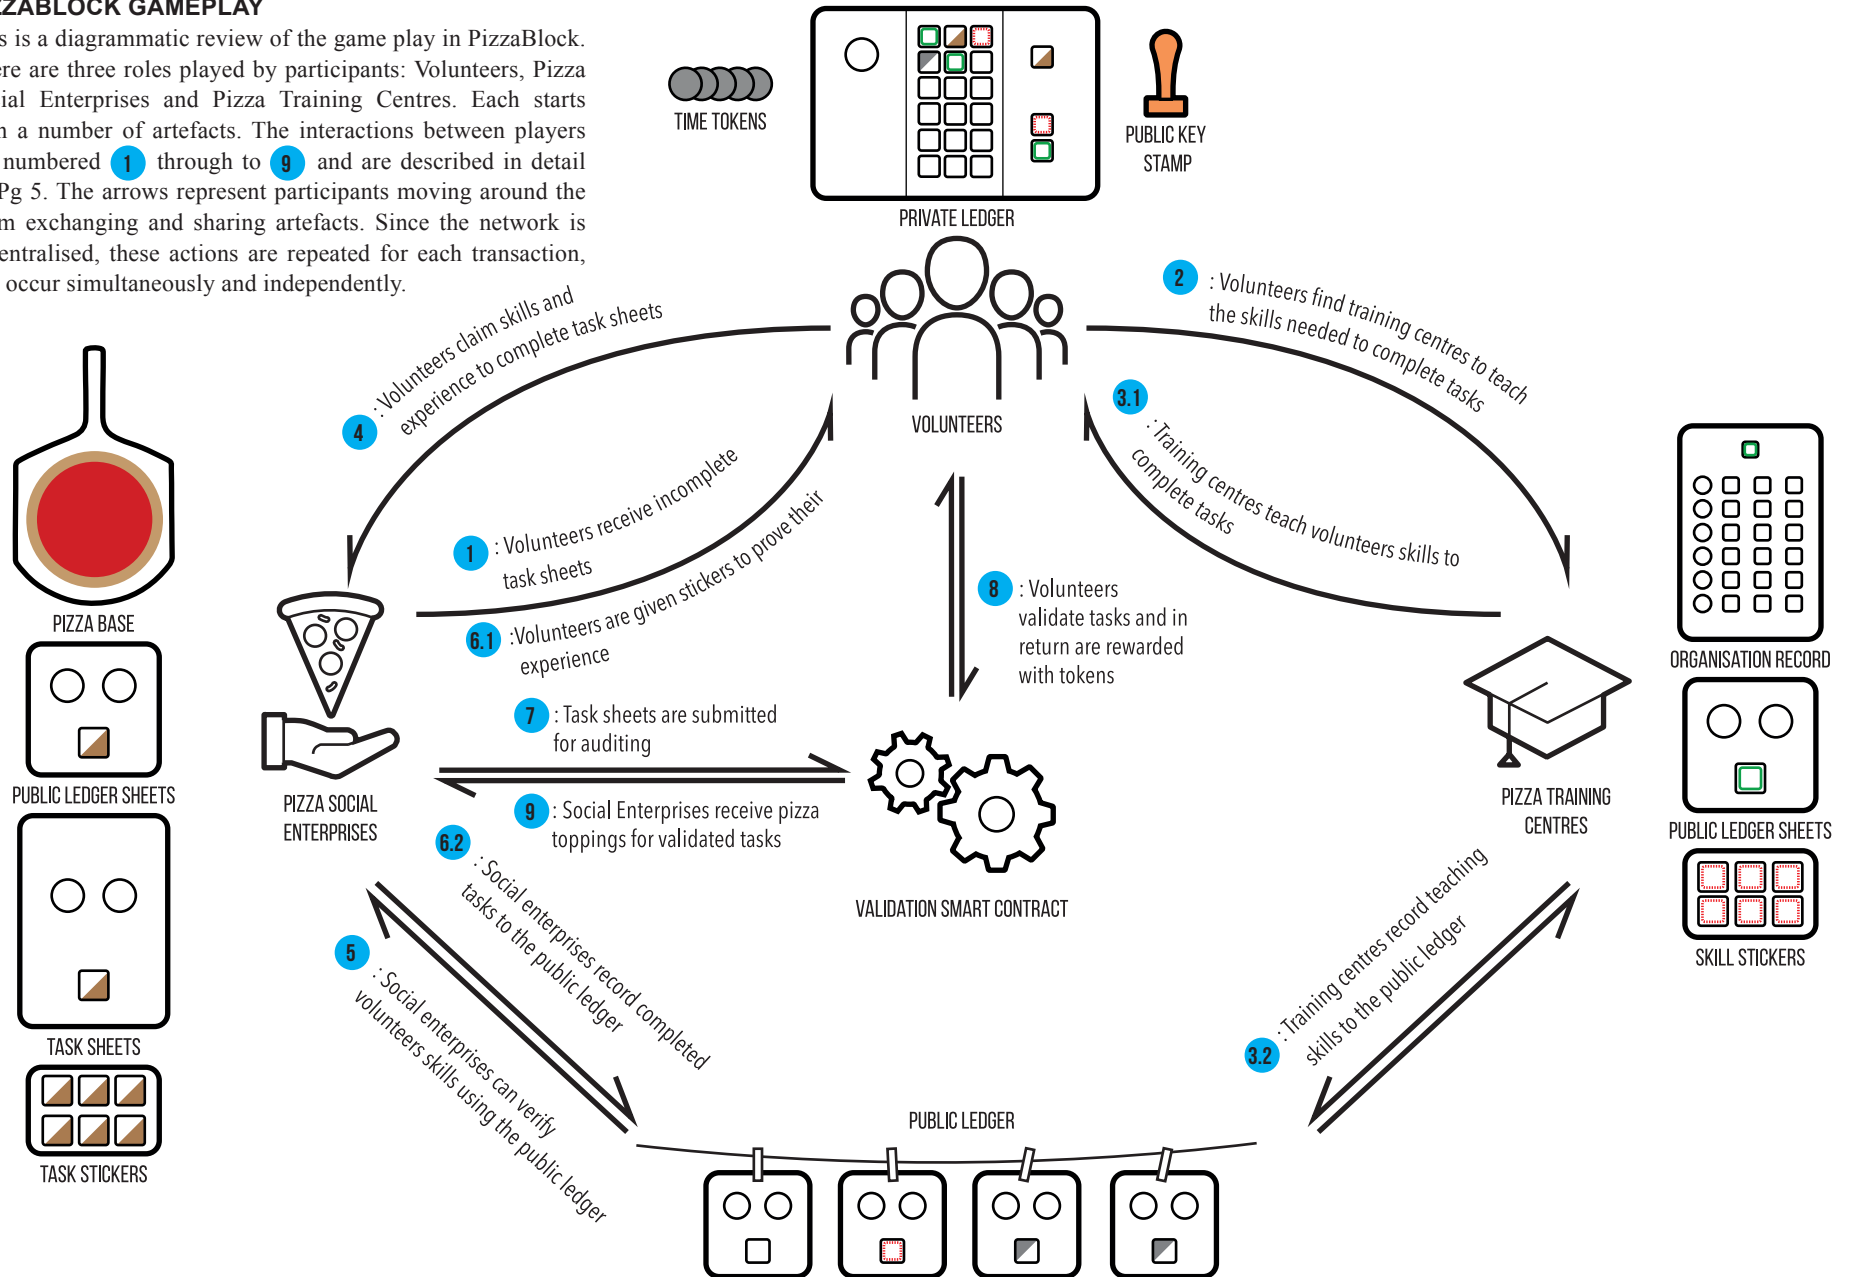 ZZABLOCK GAMEPLAY
s is a diagrammatic review of the game play in PizzaBlock.
ere are three roles played by participants: Volunteers, Pizza
ial Enterprises and Pizza Training Centres. Each starts
n a number of artefacts. The interactions between players
numbered 1 through to 9 and are described in detail
Pg 5. The arrows represent participants moving around the
m exchanging and sharing artefacts. Since the network is
entralised, these actions are repeated for each transaction,
occur simultaneously and independently.
TIME TOKENS
PRIVATE LEDGER
PUBLIC KEY
STAMP
VOLUNTEERS
2 : Volunteers find training centres to teach
the skills needed to complete tasks
3.1 : Training centres teach volunteers skills to
complete tasks
4 : Volunteers claim skills and
experience to complete task sheets
1 : Volunteers receive incomplete
task sheets
6.1 :Volunteers are given stickers to prove their
experience
8 : Volunteers
validate tasks and in
return are rewarded
with tokens
7 : Task sheets are submitted
for auditing
9 : Social Enterprises receive pizza
toppings for validated tasks
PIZZA BASE
PUBLIC LEDGER SHEETS
TASK SHEETS
TASK STICKERS
PIZZA SOCIAL
ENTERPRISES
VALIDATION SMART CONTRACT
PIZZA TRAINING
CENTRES
ORGANISATION RECORD
PUBLIC LEDGER SHEETS
SKILL STICKERS
6.2 : Social enterprises record completed
tasks to the public ledger
5 : Social enterprises can verify
volunteers skills using the public ledger
3.2 : Training centres record teaching
skills to the public ledger
PUBLIC LEDGER